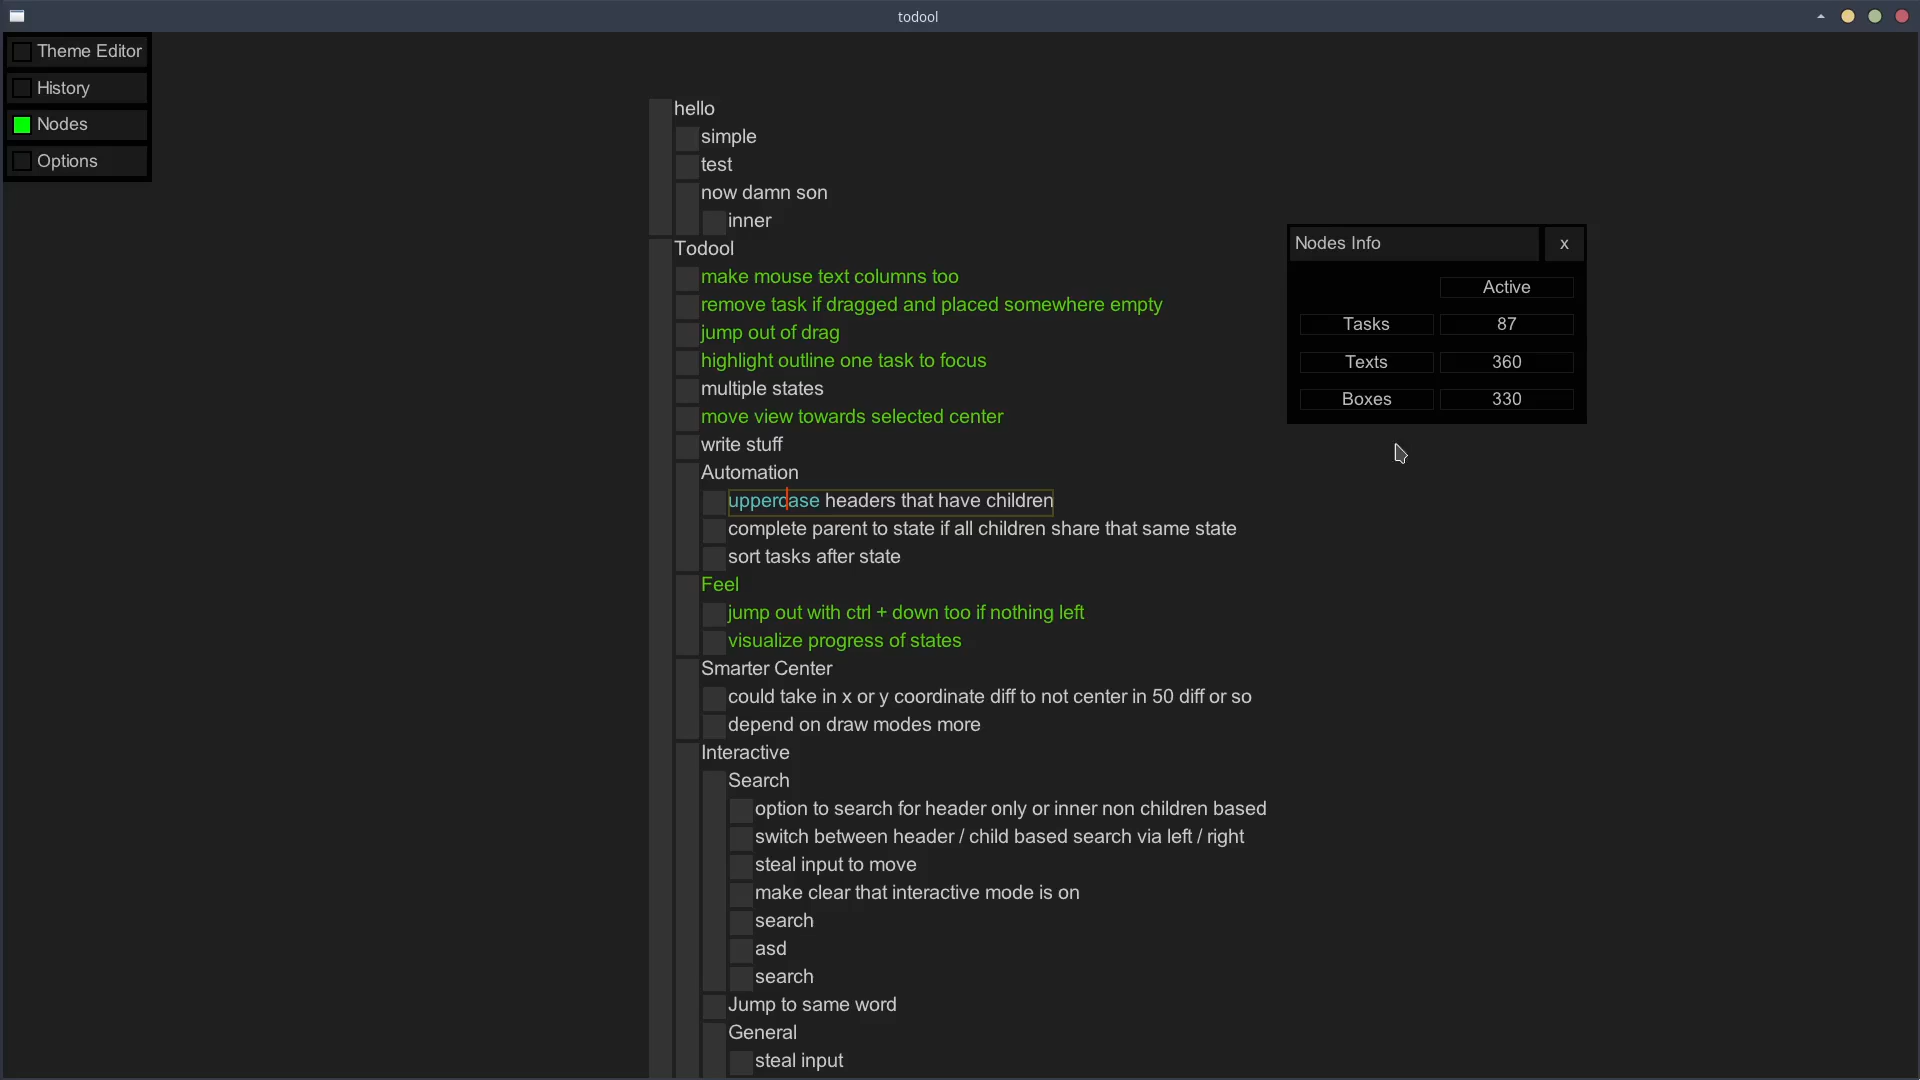 todool
Theme Editor
History
Nodes
Options
hello
simple
test
now damn son
inner
Todool
make mouse text columns too
remove task if dragged and placed somewhere empty
jump out of drag
highlight outline one task to focus
multiple states
move view towards selected center
write stuff
Automation
uppercase headers that have children
complete parent to state if all children share that same state
sort tasks after state
Feel
jump out with ctrl + down too if nothing left
visualize progress of states
Smarter Center
could take in x or y coordinate diff to not center in 50 diff or so
depend on draw modes more
Interactive
Search
option to search for header only or inner non children based
switch between header / child based search via left / right
steal input to move
make clear that interactive mode is on
search
asd
search
Jump to same word
General
steal input
Nodes Info x
Active
Tasks 87
Texts 360
Boxes 330